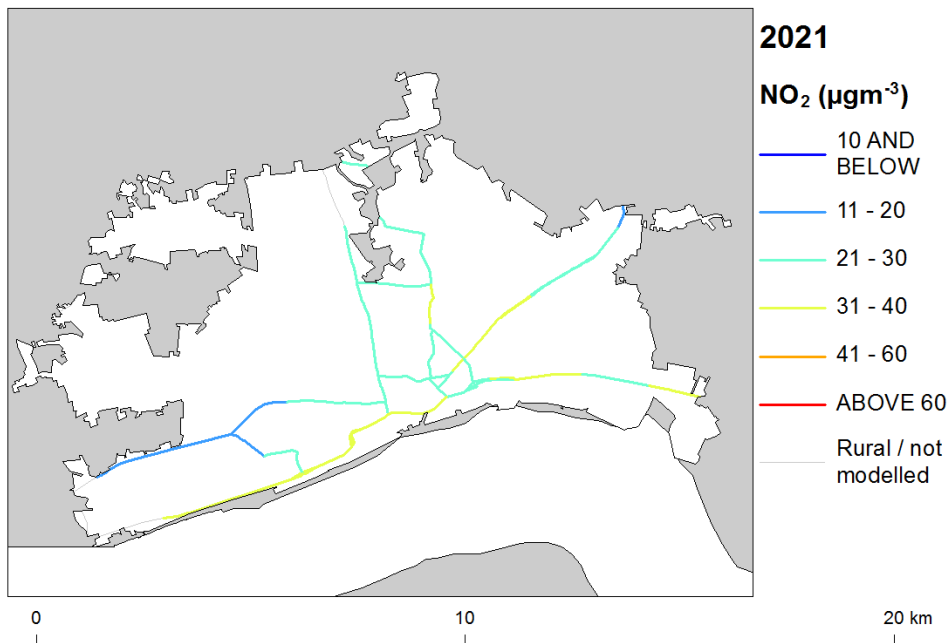 2021
NO₂ (µgm⁻³)
10 AND
BELOW
11 - 20
21 - 30
31 - 40
41 - 60
ABOVE 60
Rural / not
modelled
0
10
20 km